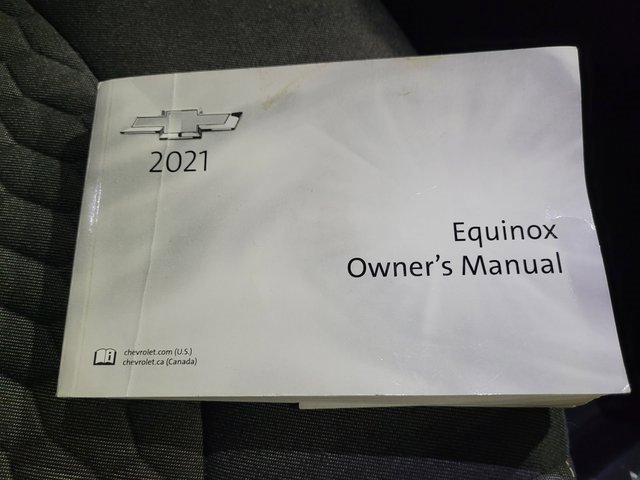 2021
Equinox
Owner's Manual
chevrolet.com (U.S.)
chevrolet.ca (Canada)